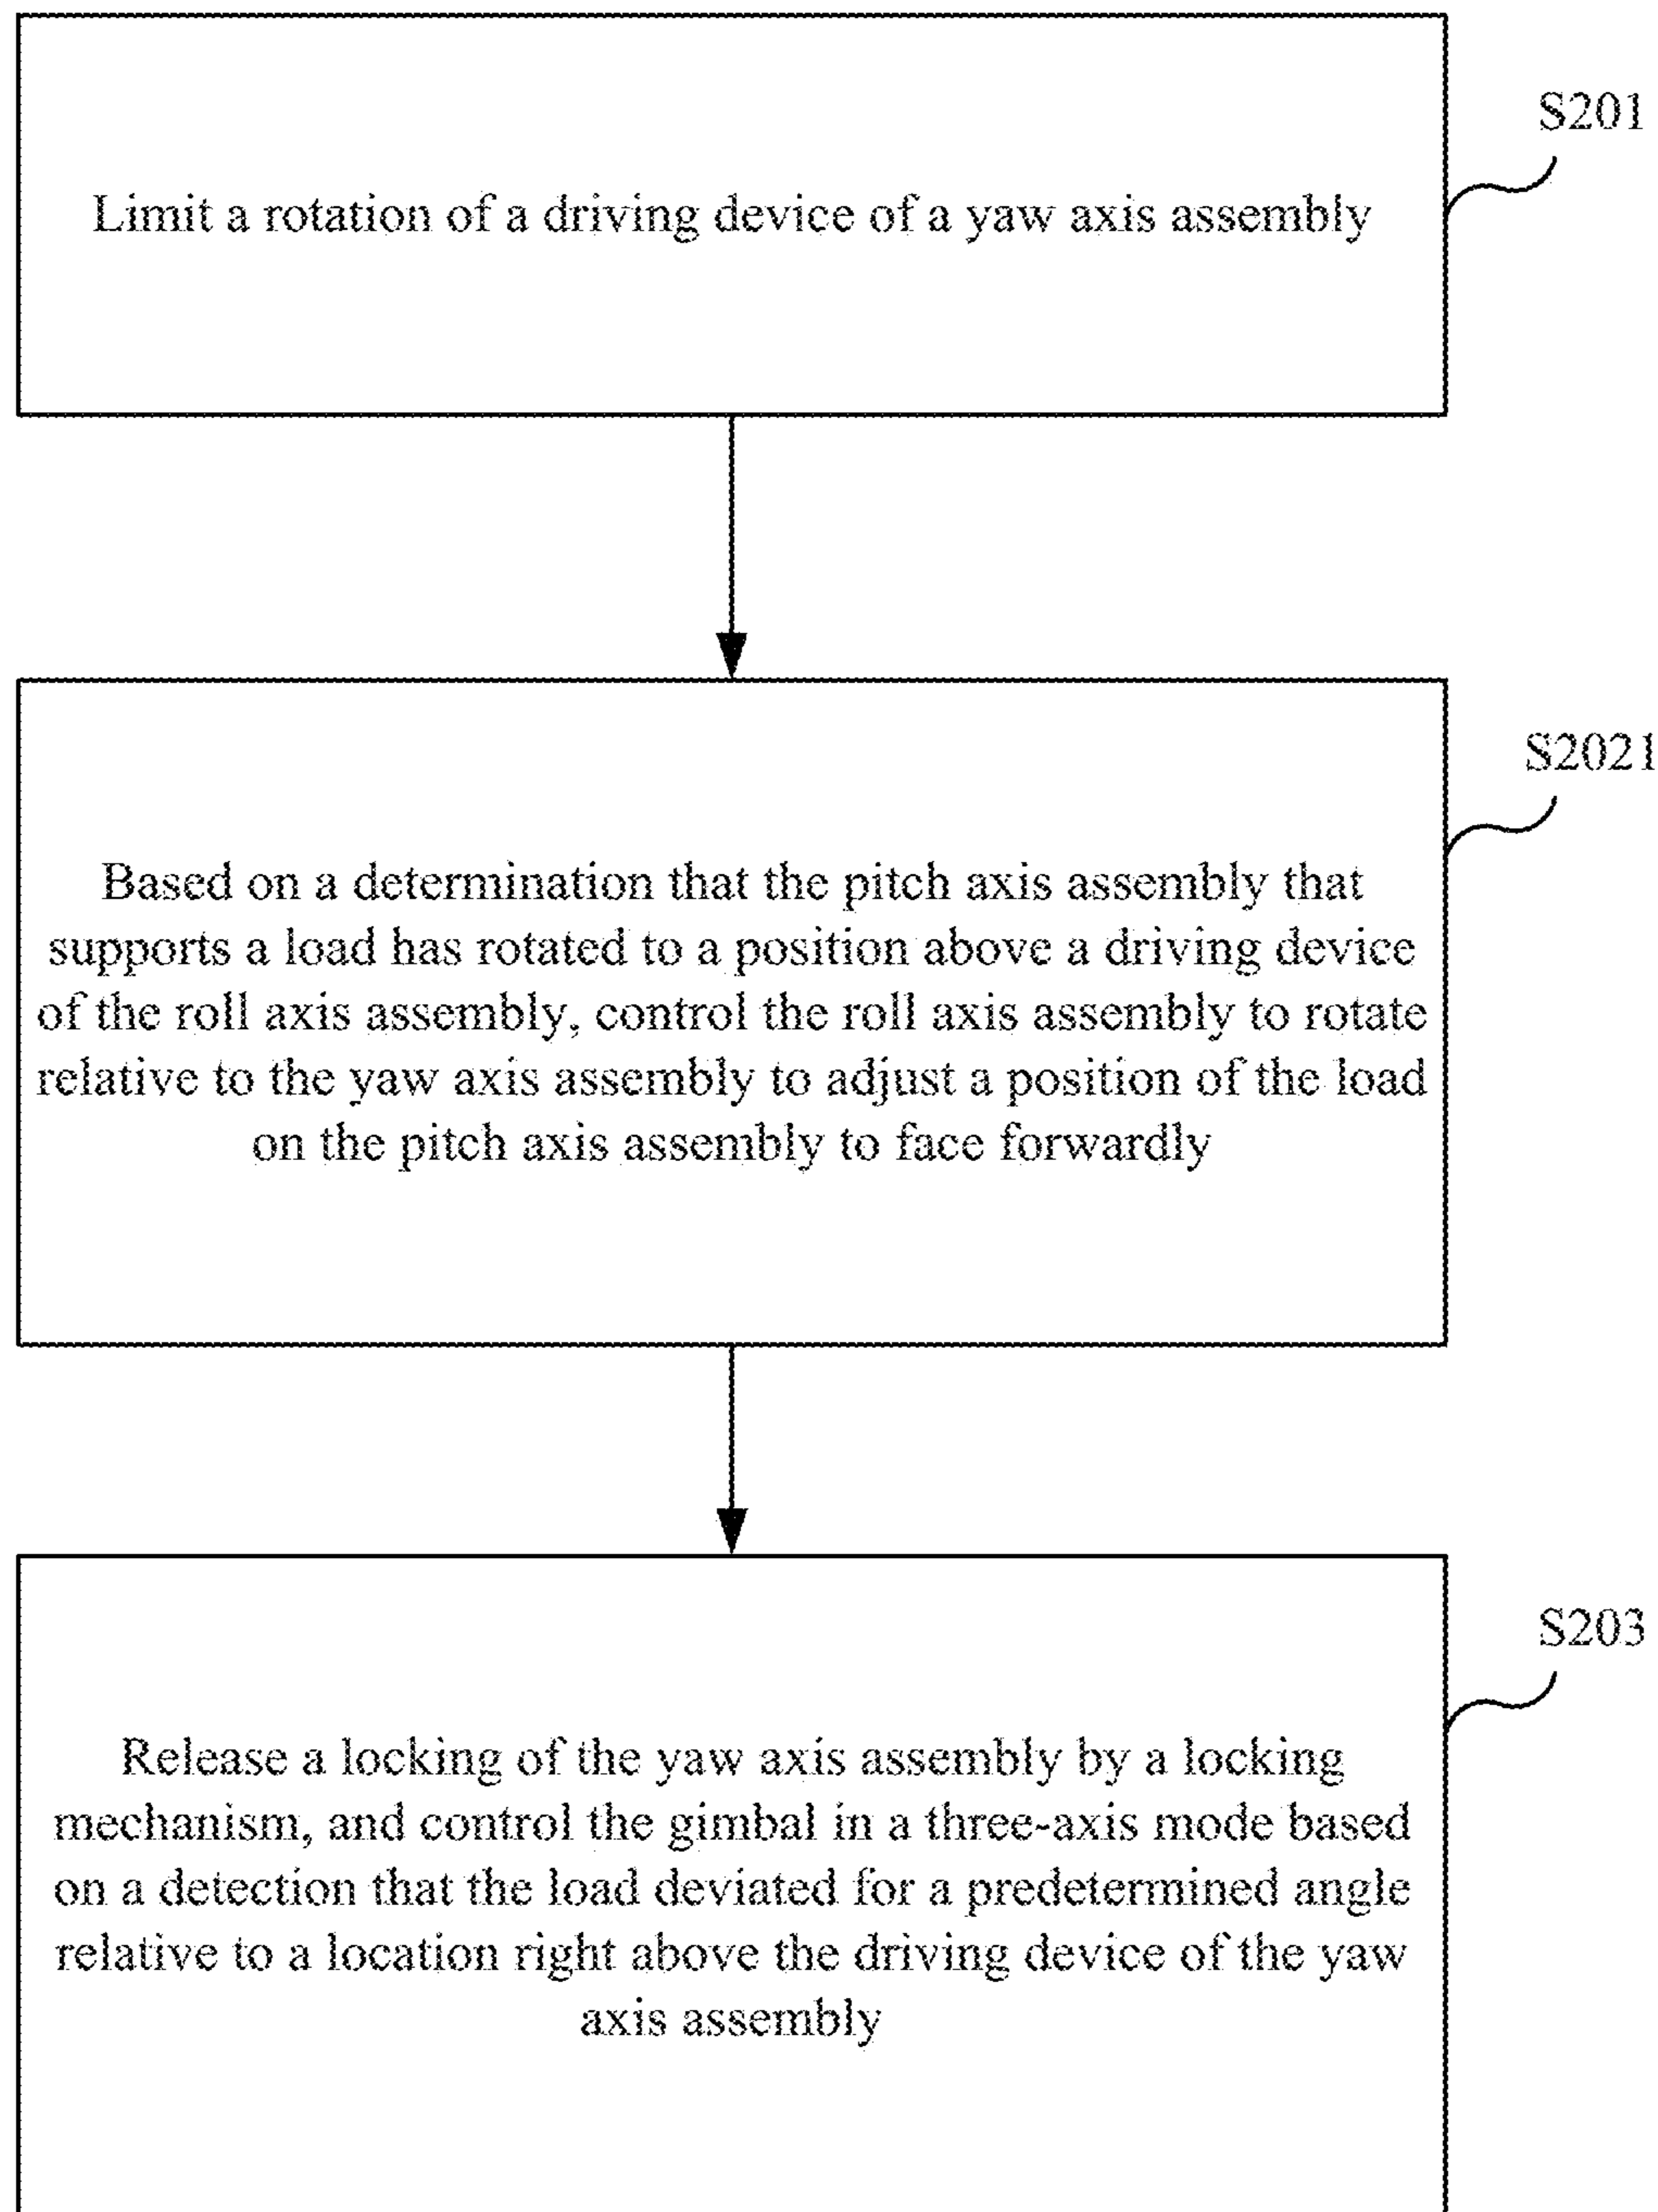 S201
Limit a rotation of a driving device of a yaw axis assembly
S2021
Based on a determination that the pitch axis assembly that
supports a load has rotated to a position above a driving device
of the roll axis assembly, control the roll axis assembly to rotate
relative to the yaw axis assembly to adjust a position of the load
on the pitch axis assembly to face forwardly
S203
Release a locking of the yaw axis assembly by a locking
mechanism, and control the gimbal in a three-axis mode based
on a detection that the load deviated for a predetermined angle
relative to a location right above the driving device of the yaw
axis assembly